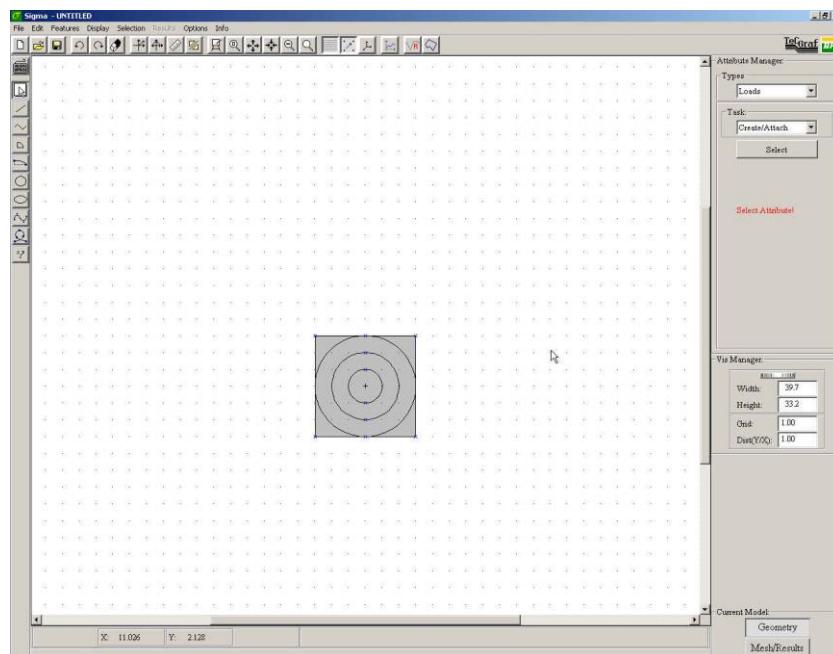 Sigma - UNTITLED
File Edit Features Display Selection Results Options Info
TeCGraf
Attribute Manager:
Types
Loads
Task:
Create/Attach
Select
Select Attribute!
Vis Manager:
Width: 39.7
Height: 33.2
Grid: 1.00
Dist(Y/X): 1.00
Current Model:
Geometry
Mesh/Results
X: 11.026 Y: 2.128